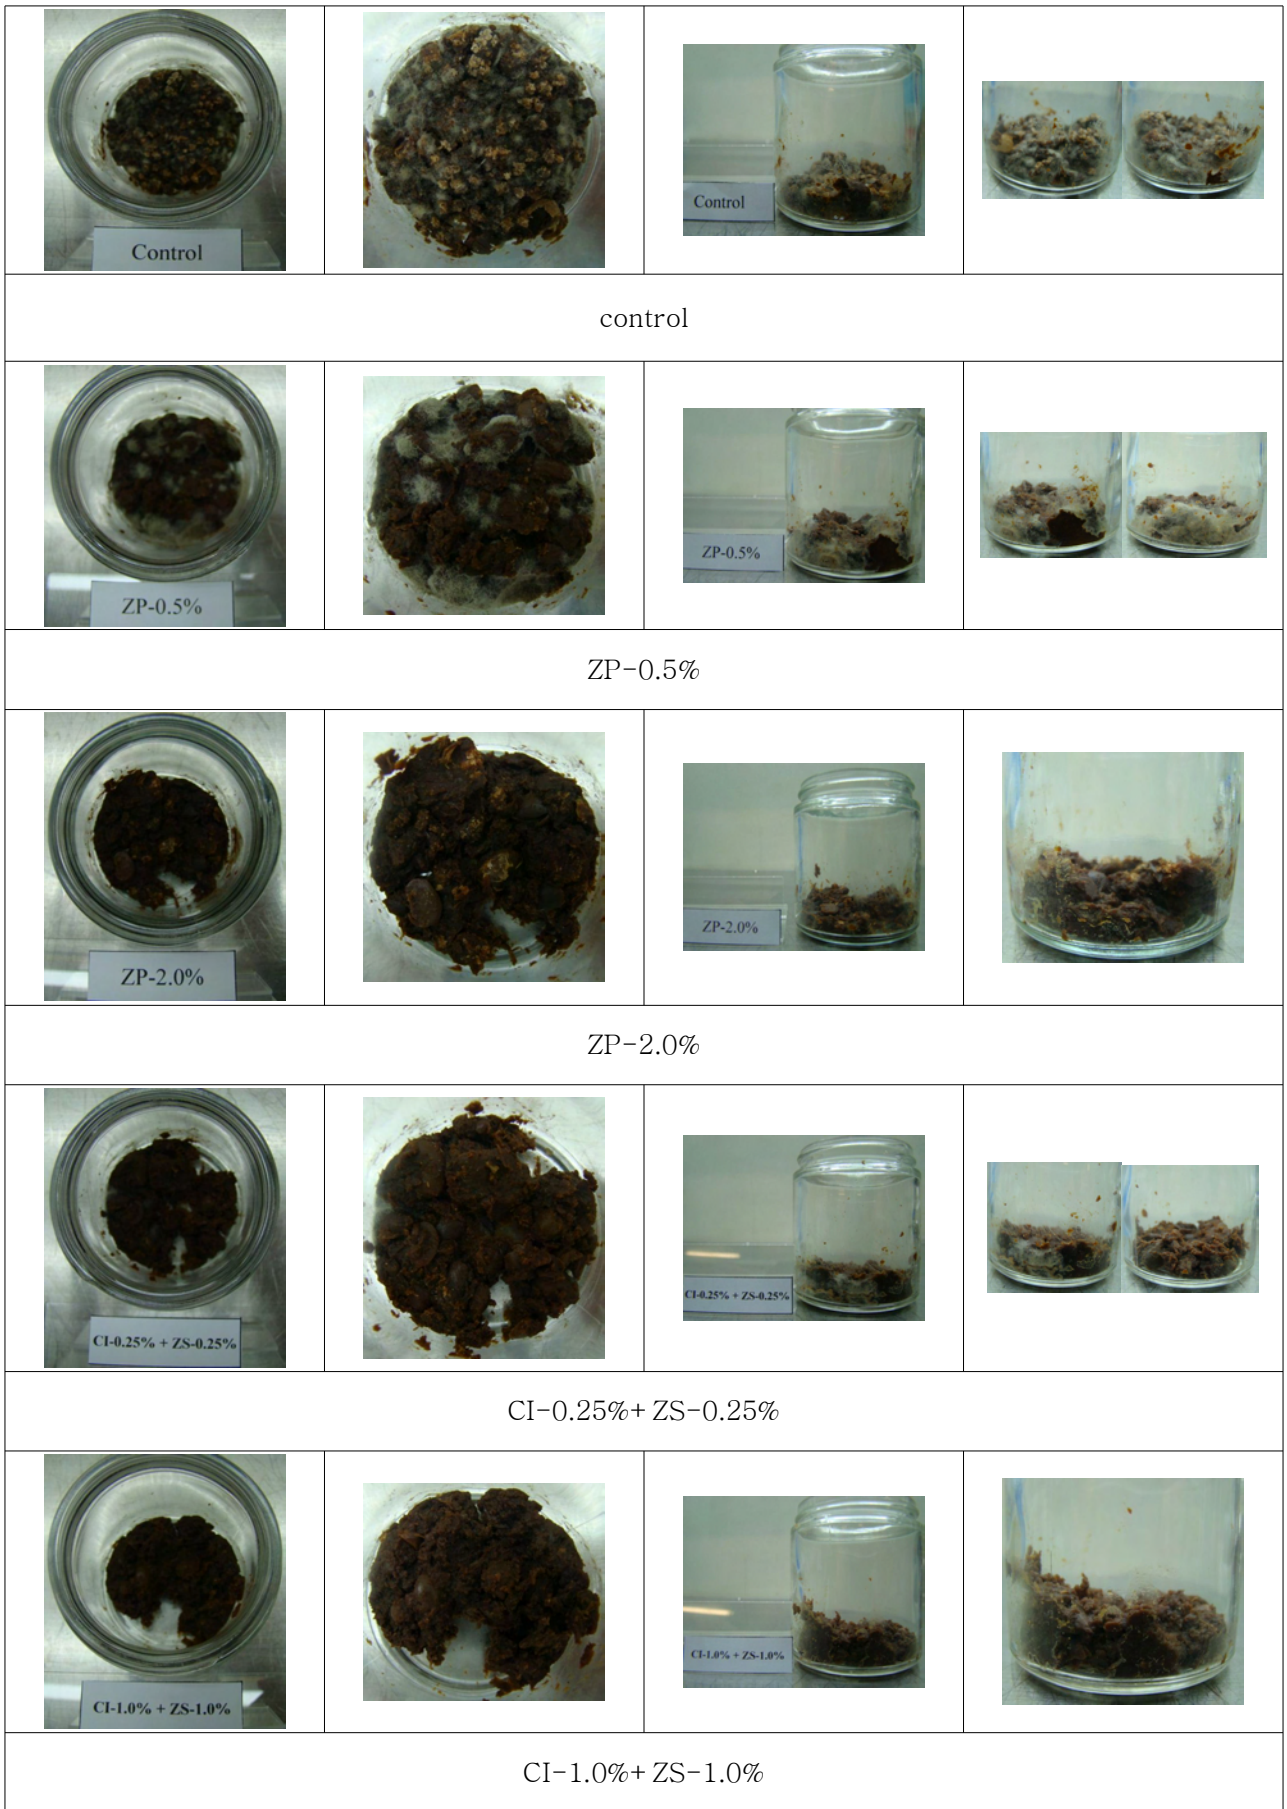 Control
Control
control
ZP-0.5%
ZP-0.5%
ZP-0.5%
ZP-2.0%
ZP-2.0%
ZP-2.0%
CI-0.25% + ZS-0.25%
CI-0.25% + ZS-0.25%
CI-0.25%+ ZS-0.25%
CI-1.0% + ZS-1.0%
CI-1.0% + ZS-1.0%
CI-1.0%+ ZS-1.0%